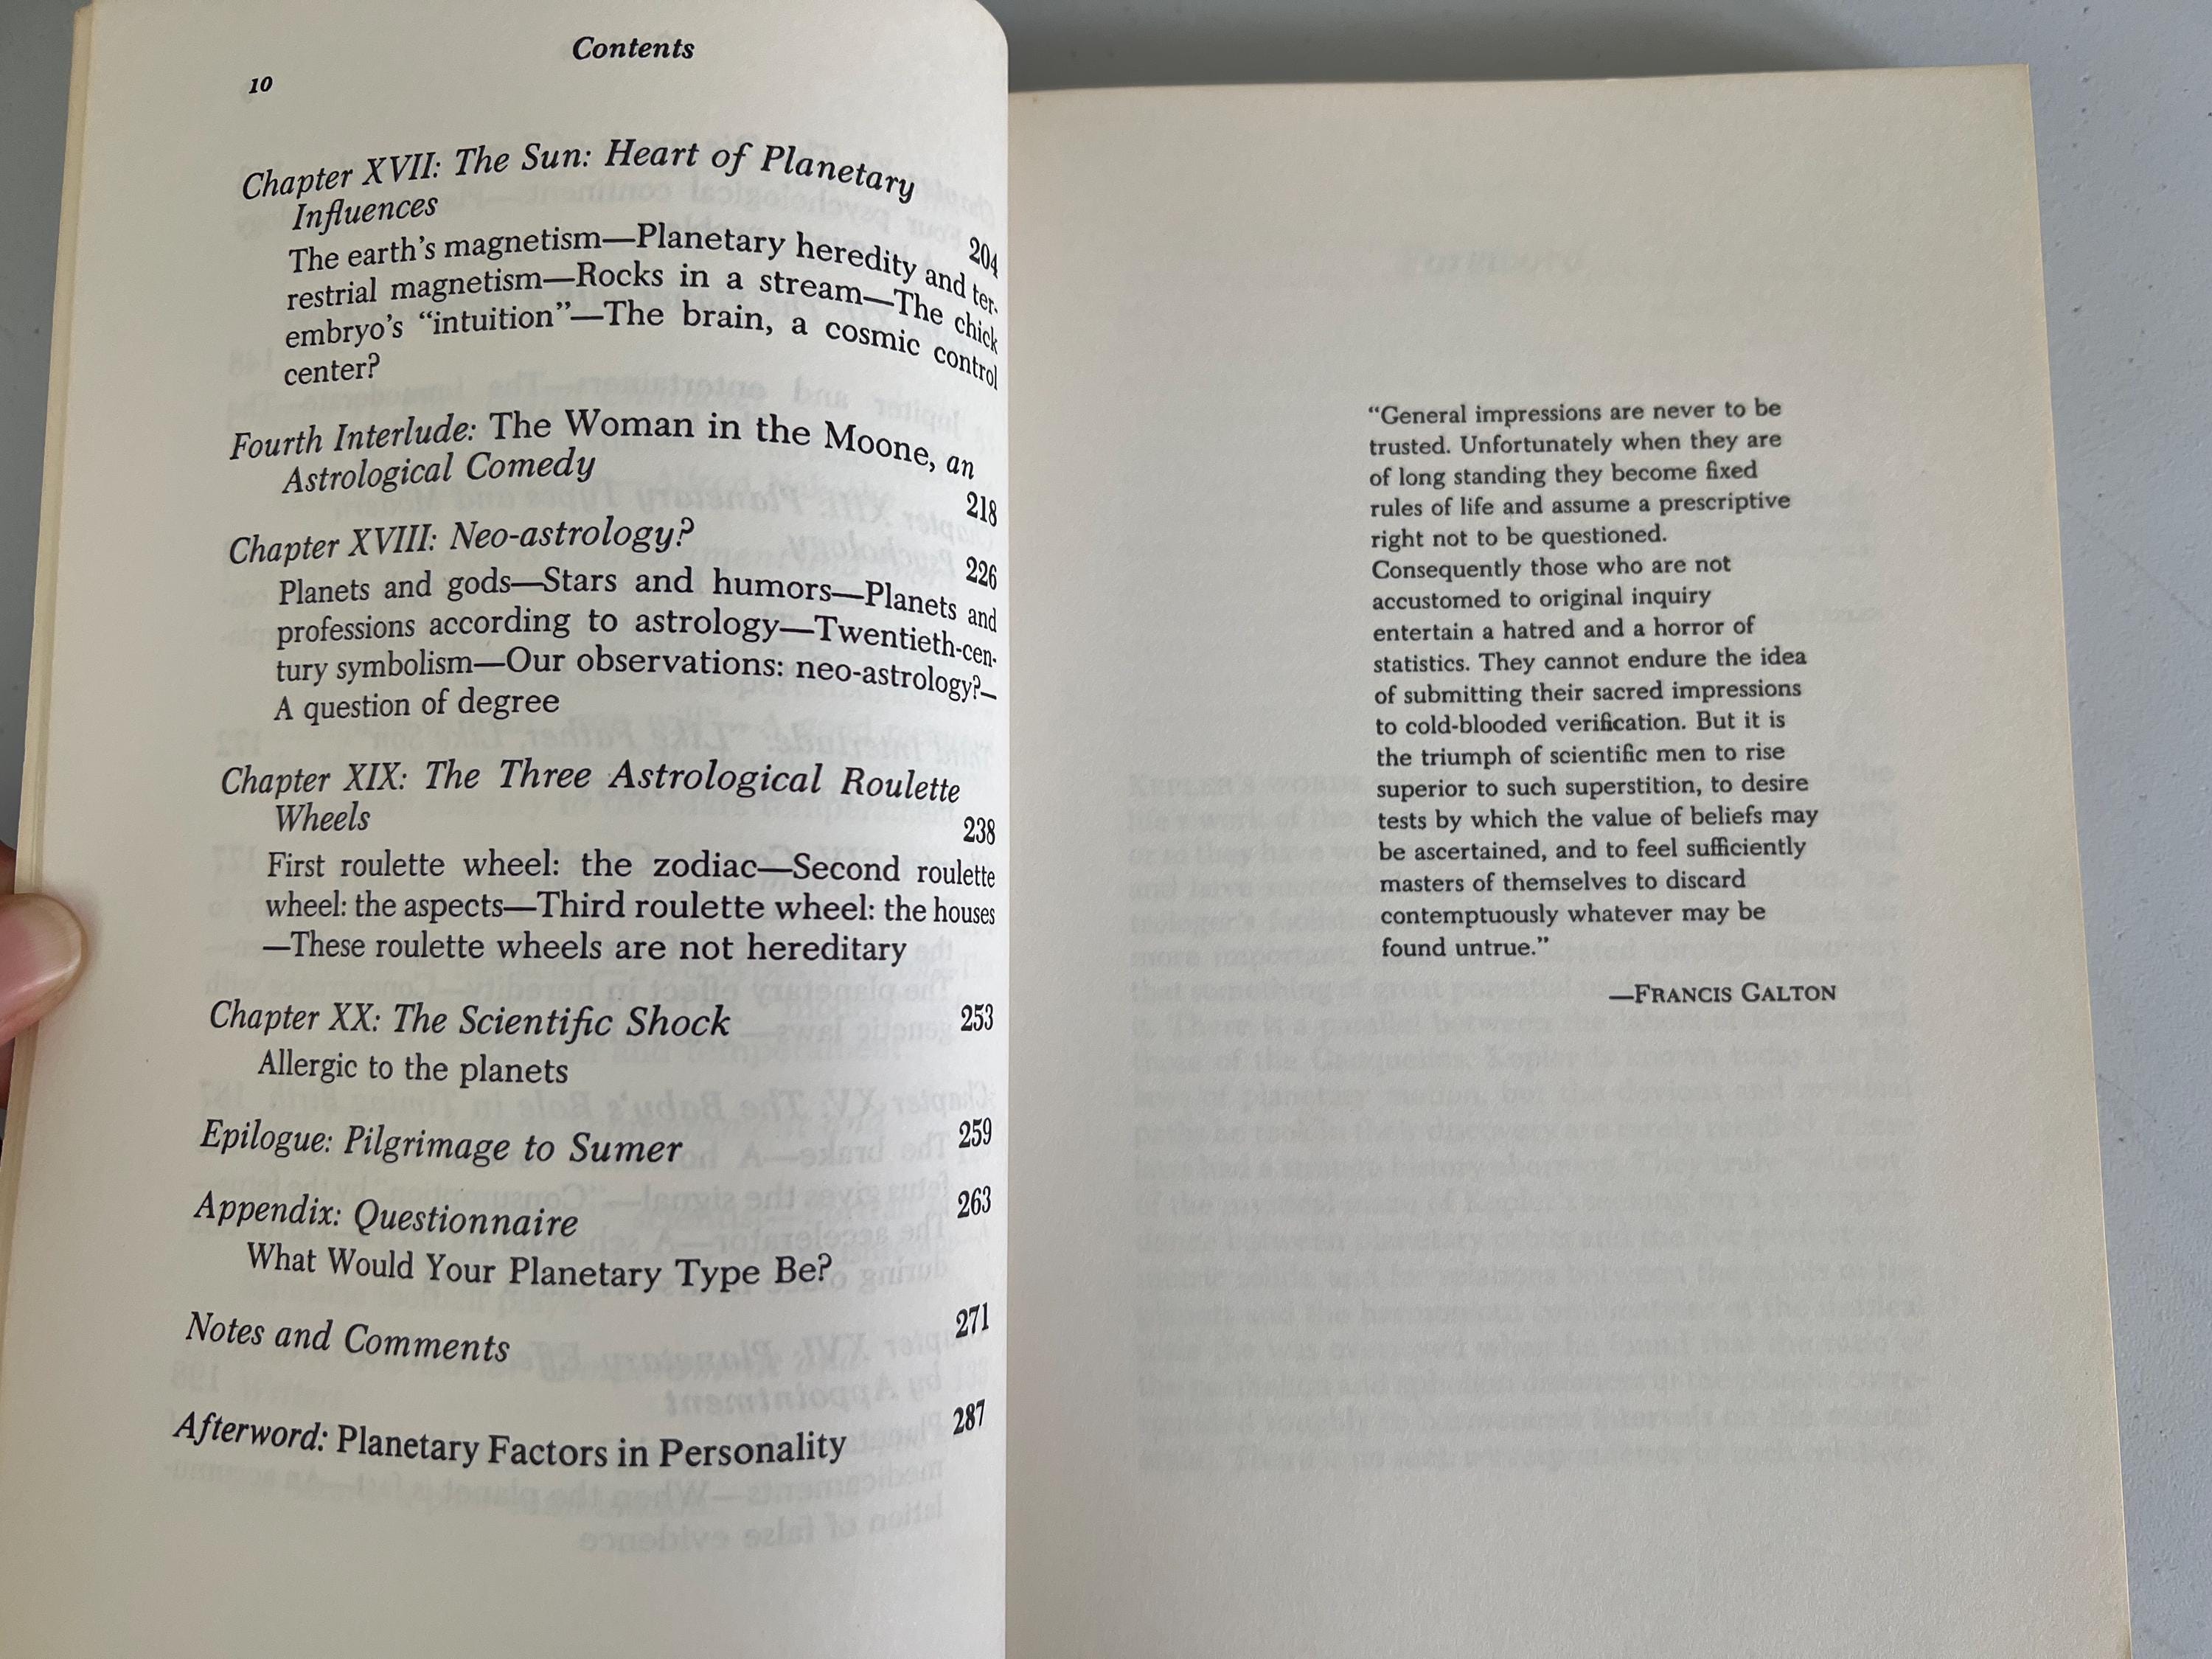 Contents
10
Chapter XVII: The Sun: Heart of Planetary
Influences
204
The earth's magnetism—Planetary heredity and ter-
restrial magnetism—Rocks in a stream—The chick
embryo's “intuition”—The brain, a cosmic control
center?
Fourth Interlude: The Woman in the Moone, an
Astrological Comedy
218
Chapter XVIII: Neo-astrology?
226
Planets and gods—Stars and humors—Planets and
professions according to astrology—Twentieth-cen-
tury symbolism—Our observations: neo-astrology?—
A question of degree
Chapter XIX: The Three Astrological Roulette
Wheels
238
First roulette wheel: the zodiac—Second roulette
wheel: the aspects—Third roulette wheel: the houses
—These roulette wheels are not hereditary
Chapter XX: The Scientific Shock 253
Allergic to the planets
Epilogue: Pilgrimage to Sumer 259
Appendix: Questionnaire 263
What Would Your Planetary Type Be?
Notes and Comments 271
Afterword: Planetary Factors in Personality 287
“General impressions are never to be
trusted. Unfortunately when they are
of long standing they become fixed
rules of life and assume a prescriptive
right not to be questioned.
Consequently those who are not
accustomed to original inquiry
entertain a hatred and a horror of
statistics. They cannot endure the idea
of submitting their sacred impressions
to cold-blooded verification. But it is
the triumph of scientific men to rise
superior to such superstition, to desire
tests by which the value of beliefs may
be ascertained, and to feel sufficiently
masters of themselves to discard
contemptuously whatever may be
found untrue.”
—FRANCIS GALTON